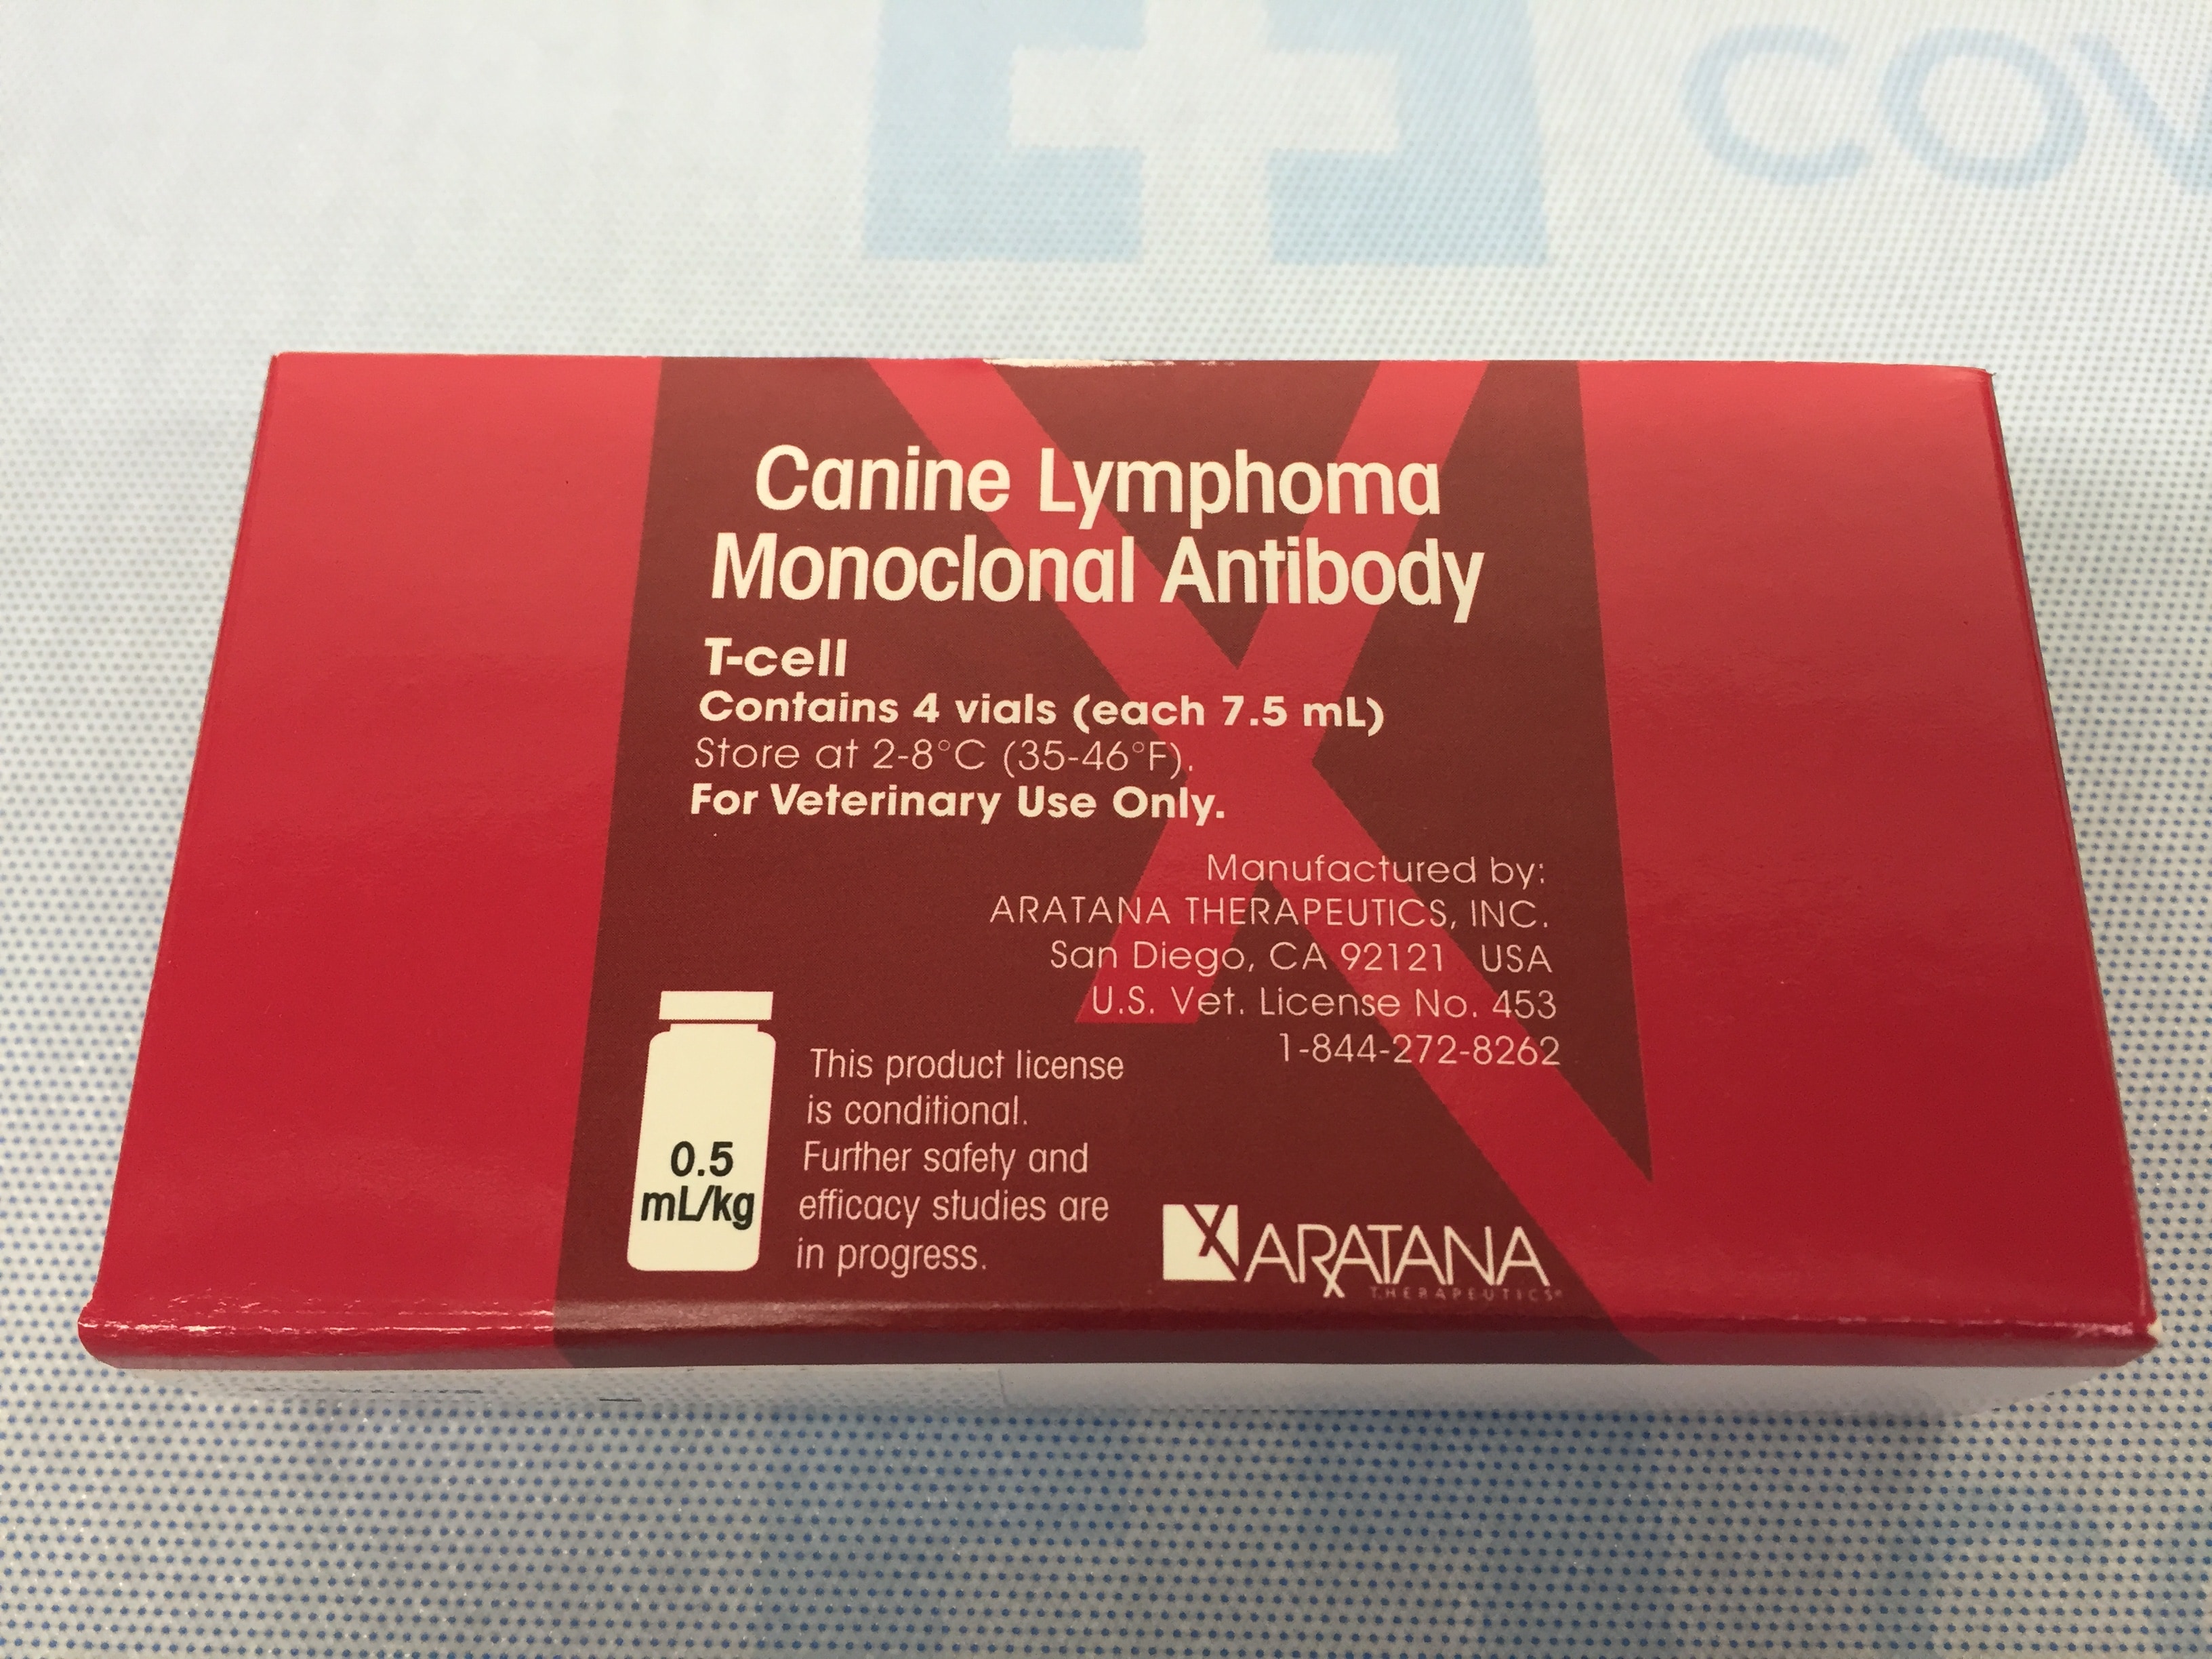 COV
Canine Lymphoma
Monoclonal Antibody
T-cell
Contains 4 vials (each 7.5 mL)
Store at 2-8°C (35-46°F).
For Veterinary Use Only.
Manufactured by:
ARATANA THERAPEUTICS, INC.
San Diego, CA 92121 USA
U.S. Vet. License No. 453
1-844-272-8262
0.5
mL/kg
This product license
is conditional.
Further safety and
efficacy studies are
in progress.
ARATANA
THERAPEUTICS